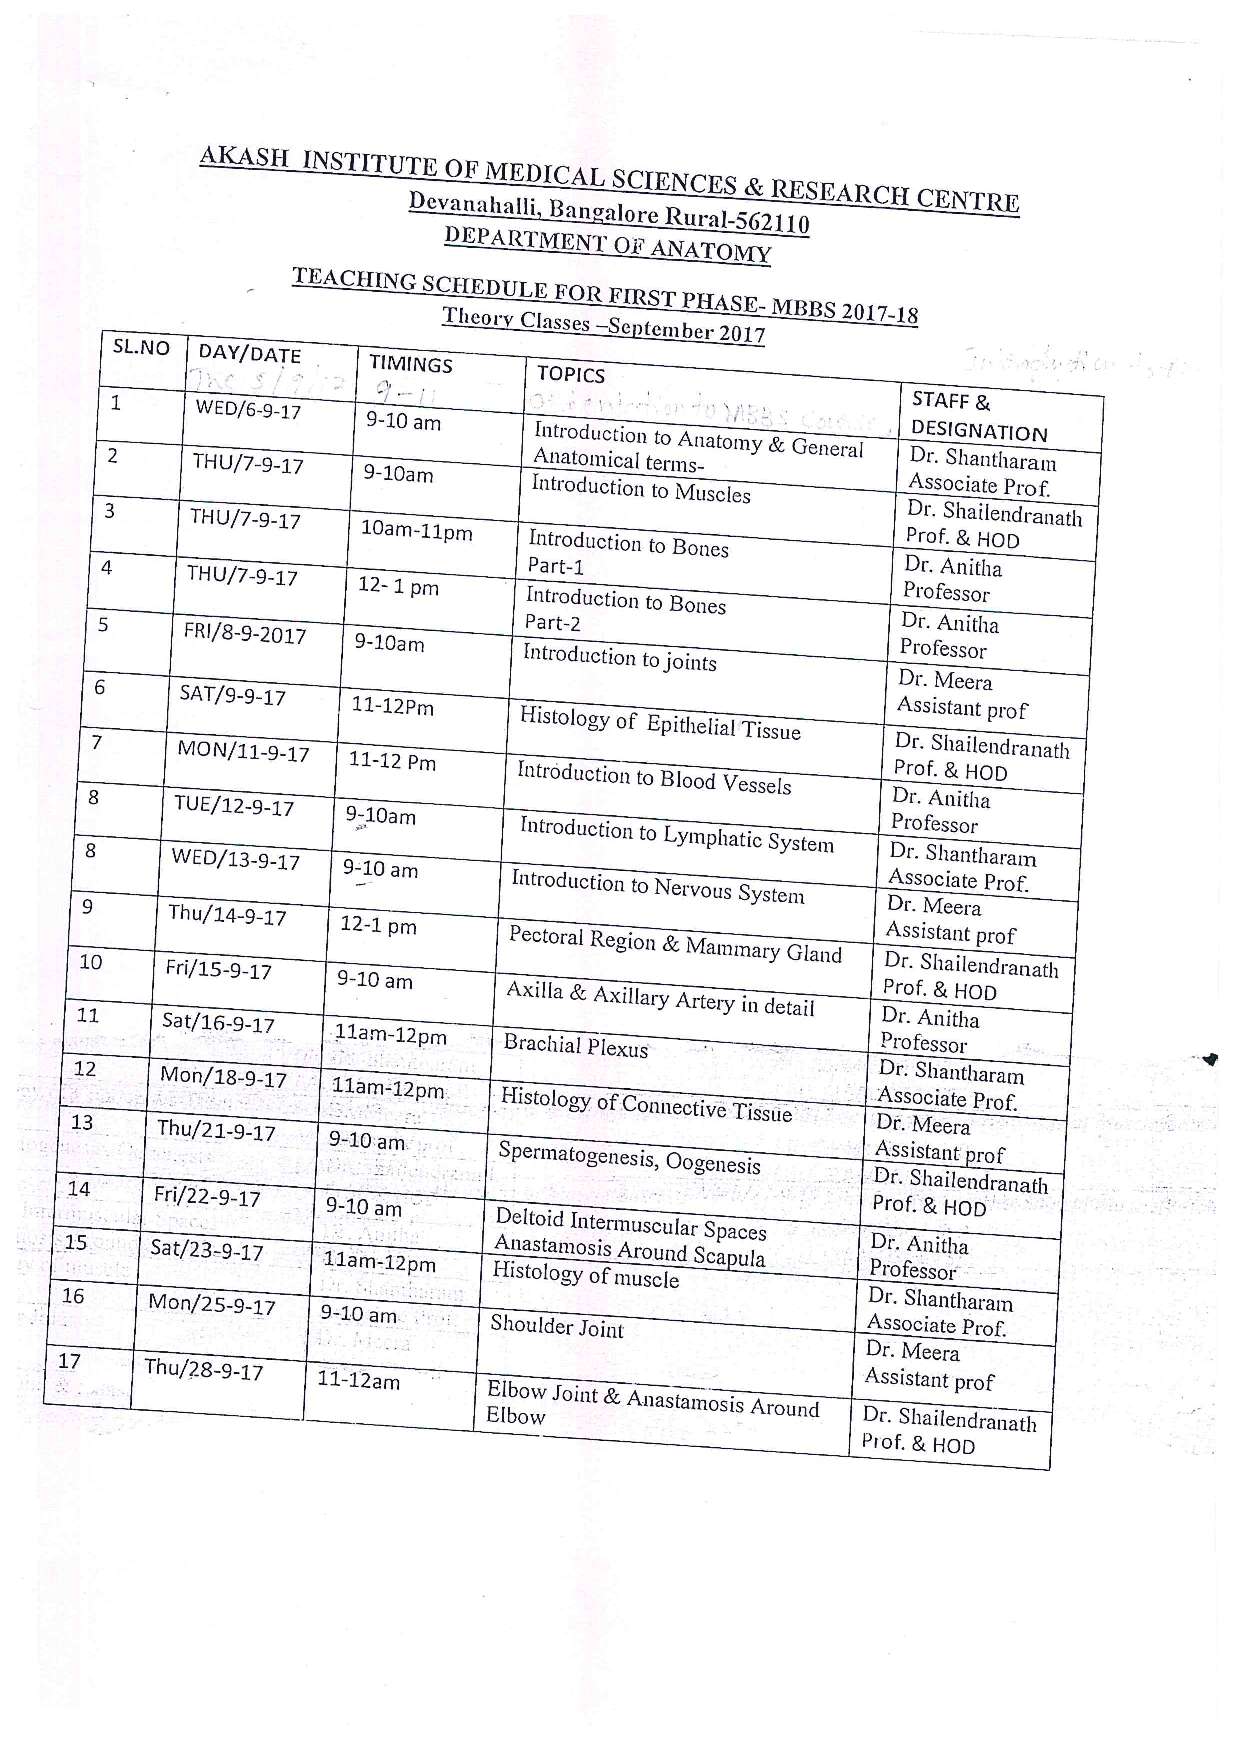 AKASH INSTITUTE OF MEDICAL SCIENCES & RESEARCH CENTRE
Devanahalli, Bangalore Rural-562110
DEPARTMENT OF ANATOMY
TEACHING SCHEDULE FOR FIRST PHASE- MBBS 2017-18
Theory Classes –September 2017
SL.NO DAY/DATE TIMINGS TOPICS STAFF & DESIGNATION
9-11 to MBBS
1 WED/6-9-17 9-10 am Introduction to Anatomy & General Anatomical terms- Dr. Shantharam Associate Prof.
2 THU/7-9-17 9-10am Introduction to Muscles Dr. Shailendranath Prof. & HOD
3 THU/7-9-17 10am-11pm Introduction to Bones Part-1 Dr. Anitha Professor
4 THU/7-9-17 12- 1 pm Introduction to Bones Part-2 Dr. Anitha Professor
5 FRI/8-9-2017 9-10am Introduction to joints Dr. Meera Assistant prof
6 SAT/9-9-17 11-12Pm Histology of Epithelial Tissue Dr. Shailendranath Prof. & HOD
7 MON/11-9-17 11-12 Pm Introduction to Blood Vessels Dr. Anitha Professor
8 TUE/12-9-17 9-10am Introduction to Lymphatic System Dr. Shantharam Associate Prof.
8 WED/13-9-17 9-10 am Introduction to Nervous System Dr. Meera Assistant prof
9 Thu/14-9-17 12-1 pm Pectoral Region & Mammary Gland Dr. Shailendranath Prof. & HOD
10 Fri/15-9-17 9-10 am Axilla & Axillary Artery in detail Dr. Anitha Professor
11 Sat/16-9-17 11am-12pm Brachial Plexus Dr. Shantharam Associate Prof.
12 Mon/18-9-17 11am-12pm Histology of Connective Tissue Dr. Meera Assistant prof
13 Thu/21-9-17 9-10 am Spermatogenesis, Oogenesis Dr. Shailendranath Prof. & HOD
14 Fri/22-9-17 9-10 am Deltoid Intermuscular Spaces Anastamosis Around Scapula Dr. Anitha Professor
15 Sat/23-9-17 11am-12pm Histology of muscle Dr. Shantharam Associate Prof.
16 Mon/25-9-17 9-10 am Shoulder Joint Dr. Meera Assistant prof
17 Thu/28-9-17 11-12am Elbow Joint & Anastamosis Around Elbow Dr. Shailendranath Prof. & HOD